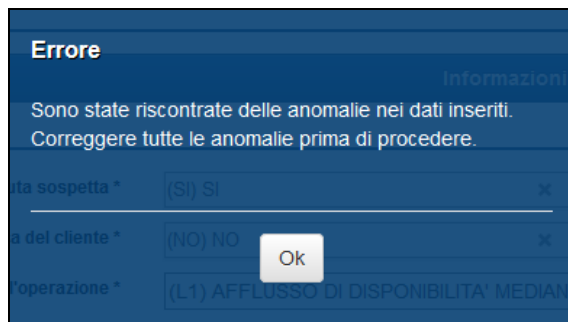 Errore
Informazioni
Sono state riscontrate delle anomalie nei dati inseriti.
Correggere tutte le anomalie prima di procedere.
uta sospetta * (SI) SI
a del cliente * (NO) NO
Ok
l'operazione * (L1) AFFLUSSO DI DISPONIBILITA' MEDIAN